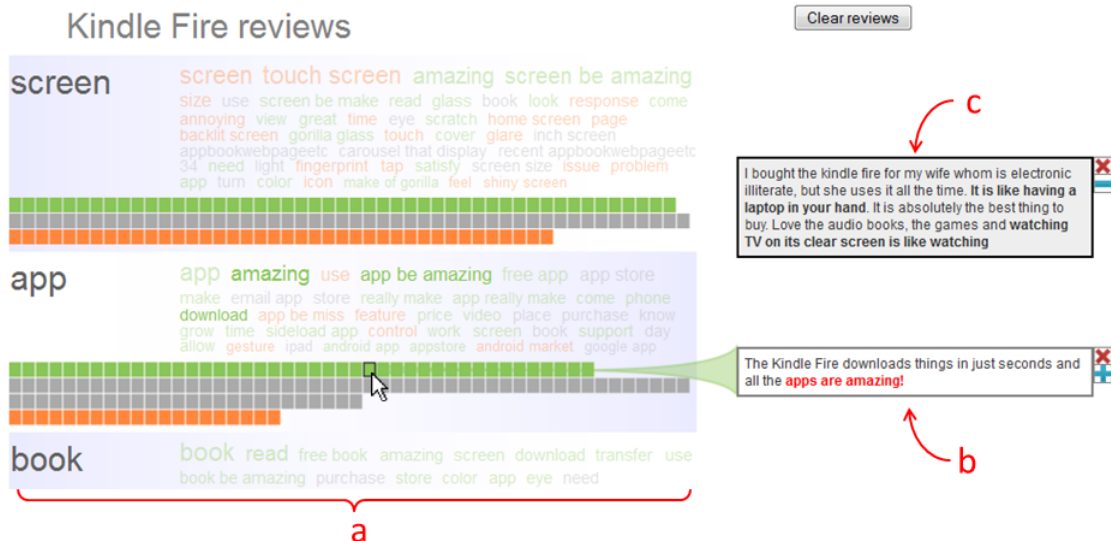 Kindle Fire reviews
Clear reviews
screen
screen touch screen amazing screen be amazing
size use screen be make read glass book look response come
annoying view great time eye scratch home screen page
backlit screen gorilla glass touch cover glare inch screen
appbookwebpageetc carousel that display recent appbookwebpageetc
34 need light fingerprint tap satisfy screen size issue problem
app turn color icon make of gorilla feel shiny screen
c
I bought the kindle fire for my wife whom is electronic
illiterate, but she uses it all the time. It is like having a
laptop in your hand. It is absolutely the best thing to
buy. Love the audio books, the games and watching
TV on its clear screen is like watching
app
app amazing use app be amazing free app app store
make email app store really make app really make come phone
download app be miss feature price video place purchase know
grow time sideload app control work screen book support day
allow gesture ipad android app appstore android market google app
The Kindle Fire downloads things in just seconds and
all the apps are amazing!
b
book
book read free book amazing screen download transfer use
book be amazing purchase store color app eye need
a